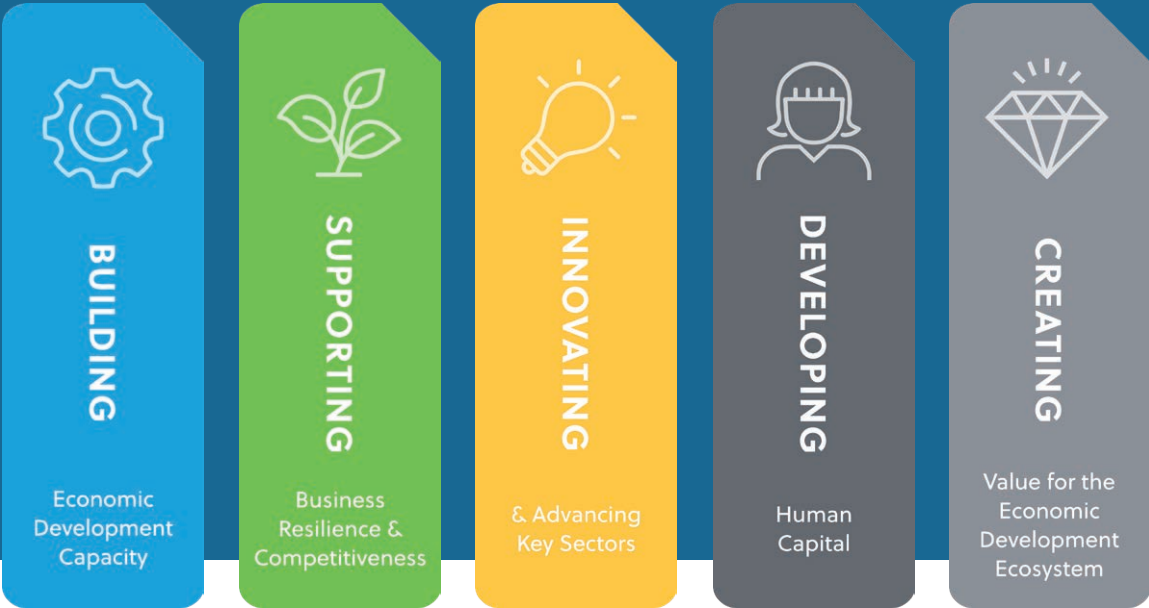 BUILDING
Economic
Development
Capacity
SUPPORTING
Business
Resilience &
Competitiveness
INNOVATING
& Advancing
Key Sectors
DEVELOPING
Human
Capital
CREATING
Value for the
Economic
Development
Ecosystem